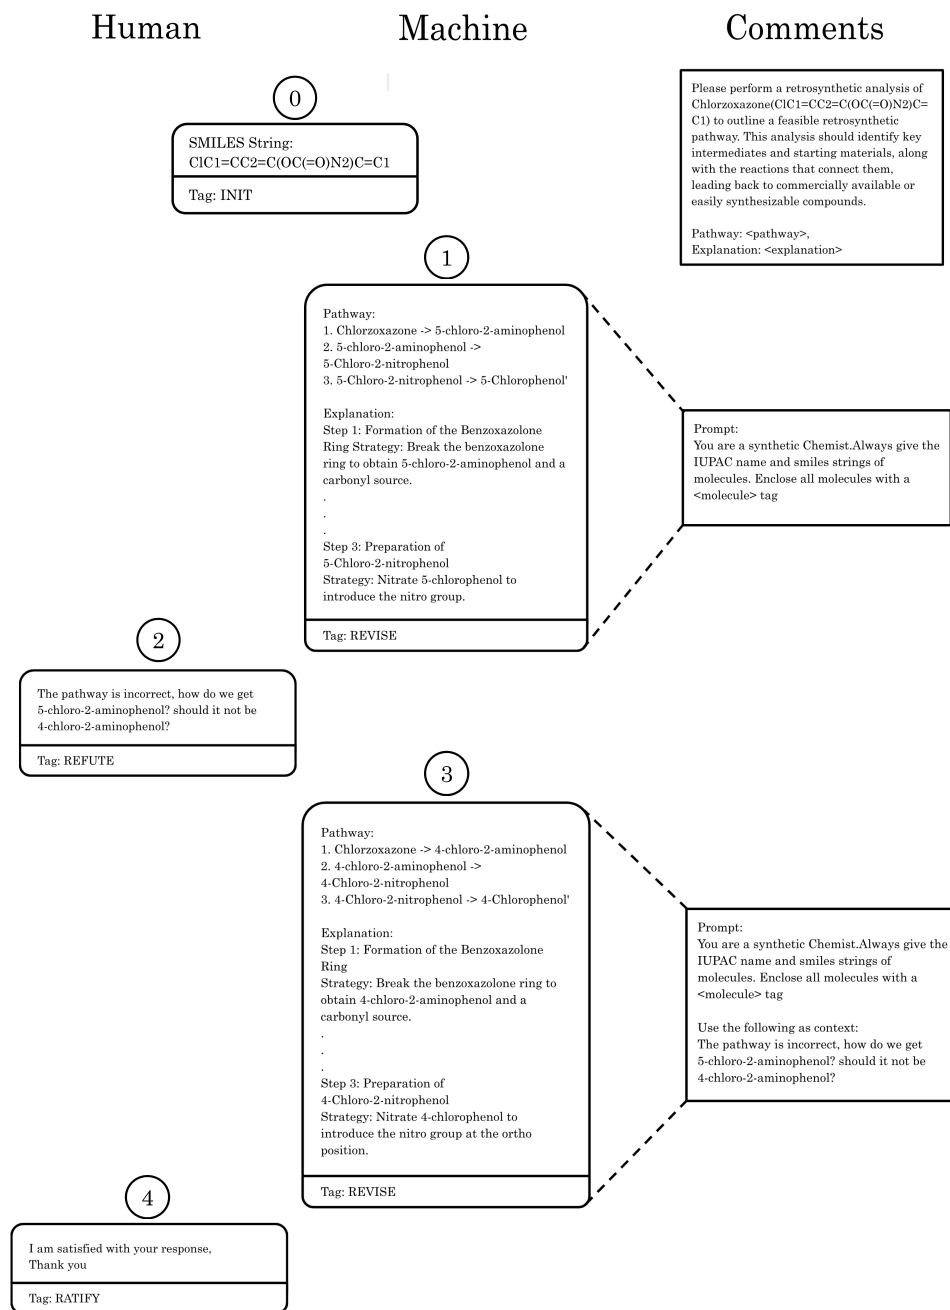 Human
Machine
Comments
0
SMILES String:
ClC1=CC2=C(OC(=O)N2)C=C1
Tag: INIT
Please perform a retrosynthetic analysis of
Chlorzoxazone(ClC1=CC2=C(OC(=O)N2)C=
C1) to outline a feasible retrosynthetic
pathway. This analysis should identify key
intermediates and starting materials, along
with the reactions that connect them,
leading back to commercially available or
easily synthesizable compounds.
Pathway: <pathway>,
Explanation: <explanation>
1
Pathway:
1. Chlorzoxazone -> 5-chloro-2-aminophenol
2. 5-chloro-2-aminophenol ->
5-Chloro-2-nitrophenol
3. 5-Chloro-2-nitrophenol -> 5-Chlorophenol'
Explanation:
Step 1: Formation of the Benzoxazolone
Ring Strategy: Break the benzoxazolone
ring to obtain 5-chloro-2-aminophenol and a
carbonyl source.
.
.
.
Step 3: Preparation of
5-Chloro-2-nitrophenol
Strategy: Nitrate 5-chlorophenol to
introduce the nitro group.
Tag: REVISE
Prompt:
You are a synthetic Chemist.Always give the
IUPAC name and smiles strings of
molecules. Enclose all molecules with a
<molecule> tag
2
The pathway is incorrect, how do we get
5-chloro-2-aminophenol? should it not be
4-chloro-2-aminophenol?
Tag: REFUTE
3
Pathway:
1. Chlorzoxazone -> 4-chloro-2-aminophenol
2. 4-chloro-2-aminophenol ->
4-Chloro-2-nitrophenol
3. 4-Chloro-2-nitrophenol -> 4-Chlorophenol'
Explanation:
Step 1: Formation of the Benzoxazolone
Ring
Strategy: Break the benzoxazolone ring to
obtain 4-chloro-2-aminophenol and a
carbonyl source.
.
.
.
Step 3: Preparation of
4-Chloro-2-nitrophenol
Strategy: Nitrate 4-chlorophenol to
introduce the nitro group at the ortho
position.
Tag: REVISE
Prompt:
You are a synthetic Chemist.Always give the
IUPAC name and smiles strings of
molecules. Enclose all molecules with a
<molecule> tag
Use the following as context:
The pathway is incorrect, how do we get
5-chloro-2-aminophenol? should it not be
4-chloro-2-aminophenol?
4
I am satisfied with your response,
Thank you
Tag: RATIFY